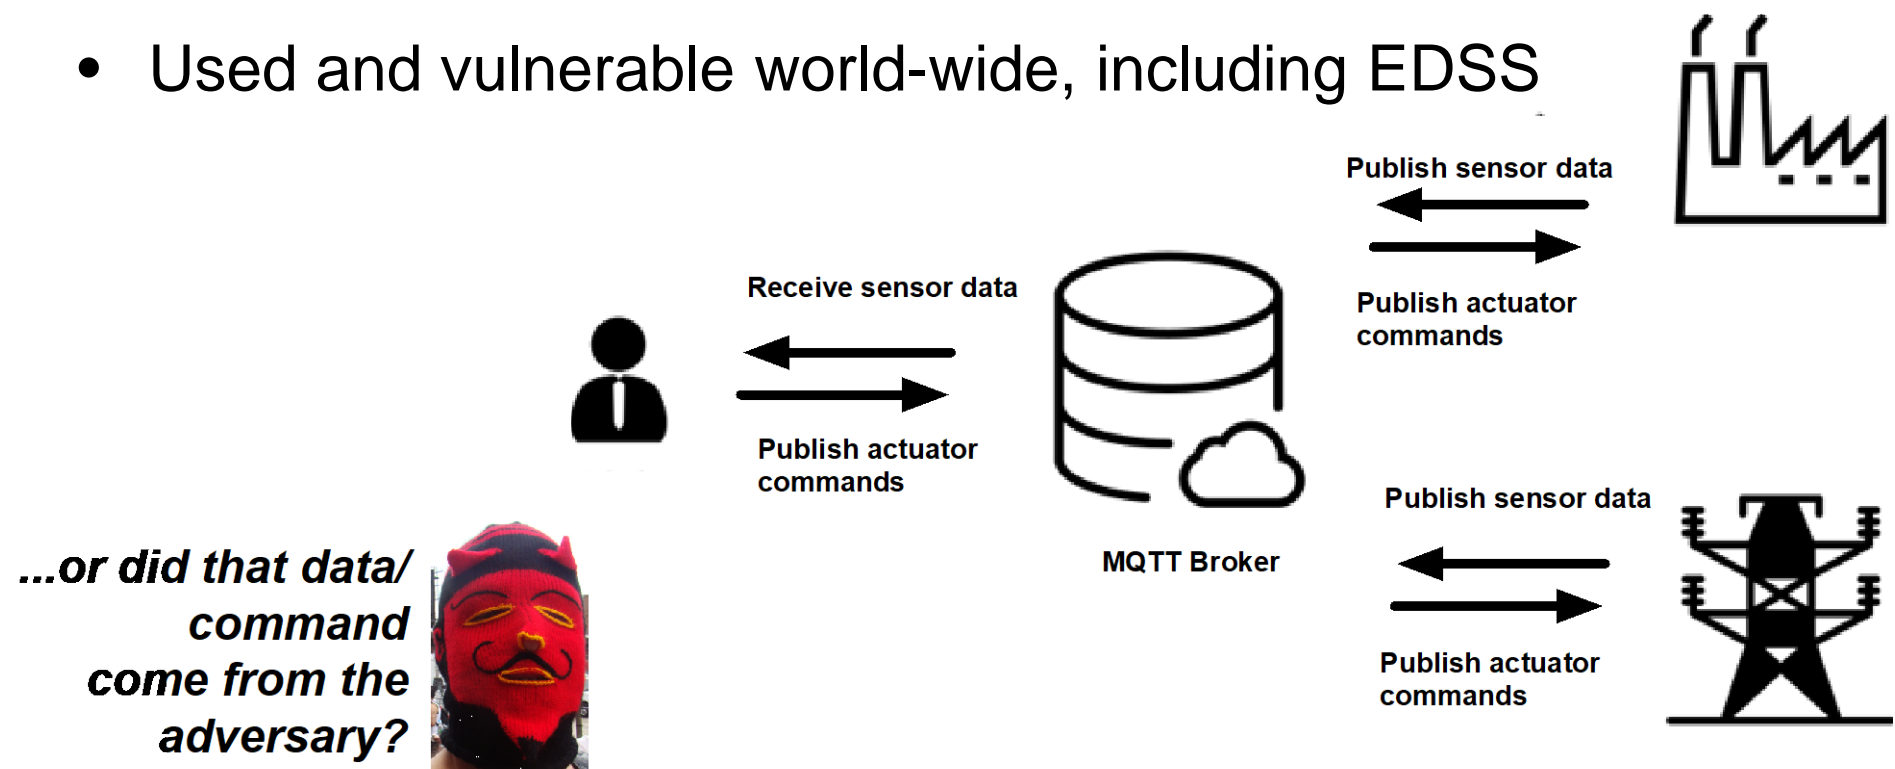 • Used and vulnerable world-wide, including EDSS
Publish sensor data
Publish actuator
commands
Receive sensor data
Publish actuator
commands
MQTT Broker
Publish sensor data
Publish actuator
commands
...or did that data/
command
come from the
adversary?